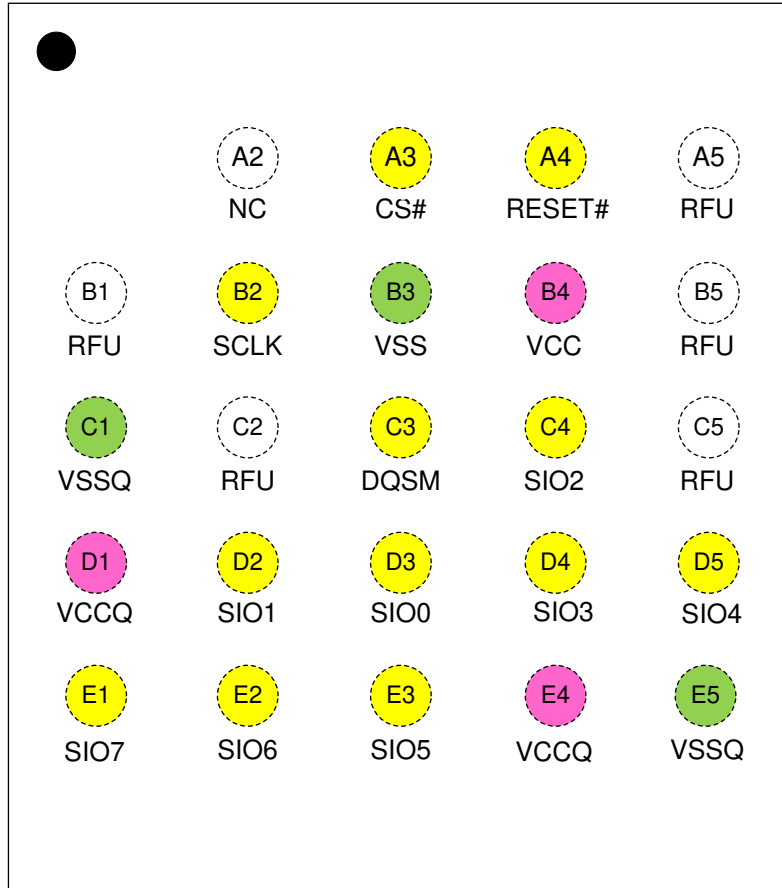 A2 A3 A4 A5
NC CS# RESET# RFU
B1 B2 B3 B4 B5
RFU SCLK VSS VCC RFU
C1 C2 C3 C4 C5
VSSQ RFU DQSM SIO2 RFU
D1 D2 D3 D4 D5
VCCQ SIO1 SIO0 SIO3 SIO4
E1 E2 E3 E4 E5
SIO7 SIO6 SIO5 VCCQ VSSQ